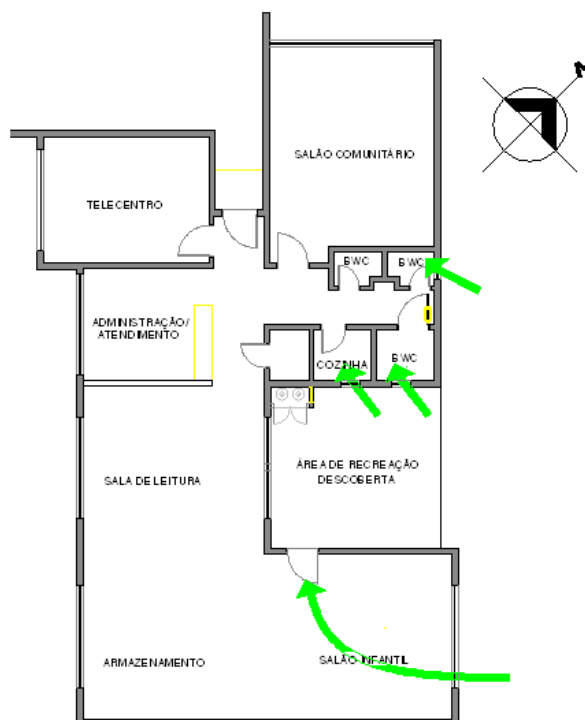 N
SALÃO COMUNITÁRIO
TELECENTRO
BWC
BWC
ADMINISTRAÇÃO/
ATENDIMENTO
COZINHA
BWC
ÁREA DE RECREAÇÃO
DESCOBERTA
SALA DE LEITURA
ARMAZENAMENTO
SALÃO INFANTIL